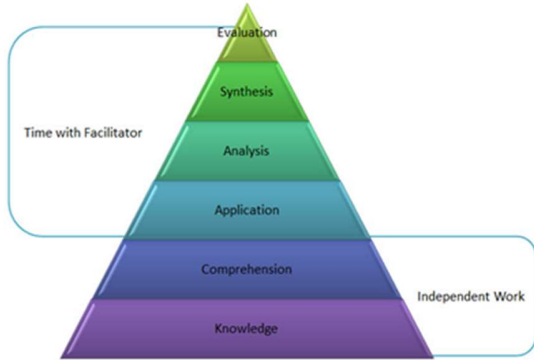 Evaluation
Synthesis
Time with Facilitator
Analysis
Application
Comprehension
Independent Work
Knowledge